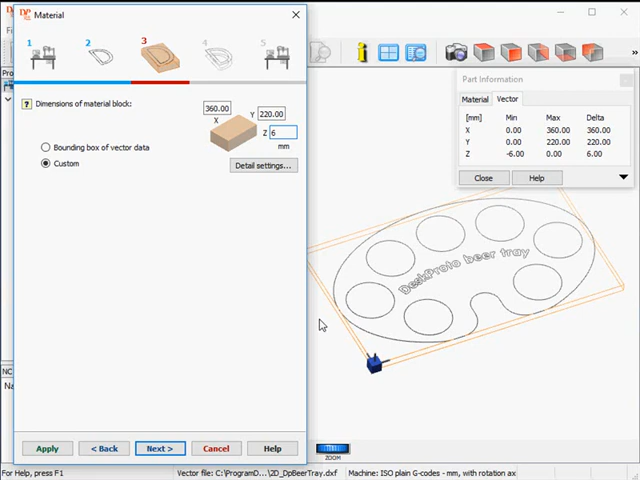 Material
1 2 3 4 5
Dimensions of material block:
360.00
X
Y 220.00
Z 6
mm
Bounding box of vector data
Custom
Detail settings...
Apply
< Back
Next >
Cancel
Help
Part Information
Material Vector
[mm] Min Max Delta
X 0.00 360.00 360.00
Y 0.00 220.00 220.00
Z -6.00 0.00 6.00
Close
Help
DeskProto beer tray
NC
Na
ZOOM
For Help, press F1
Vector file: C:\ProgramD...\2D_DpBeerTray.dxf
Machine: ISO plain G-codes - mm, with rotation ax